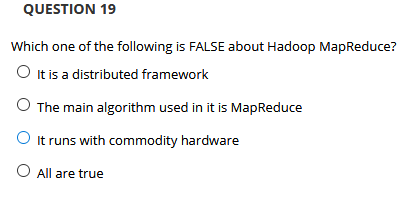 QUESTION 19
Which one of the following is FALSE about Hadoop MapReduce?
It is a distributed framework
The main algorithm used in it is MapReduce
It runs with commodity hardware
All are true